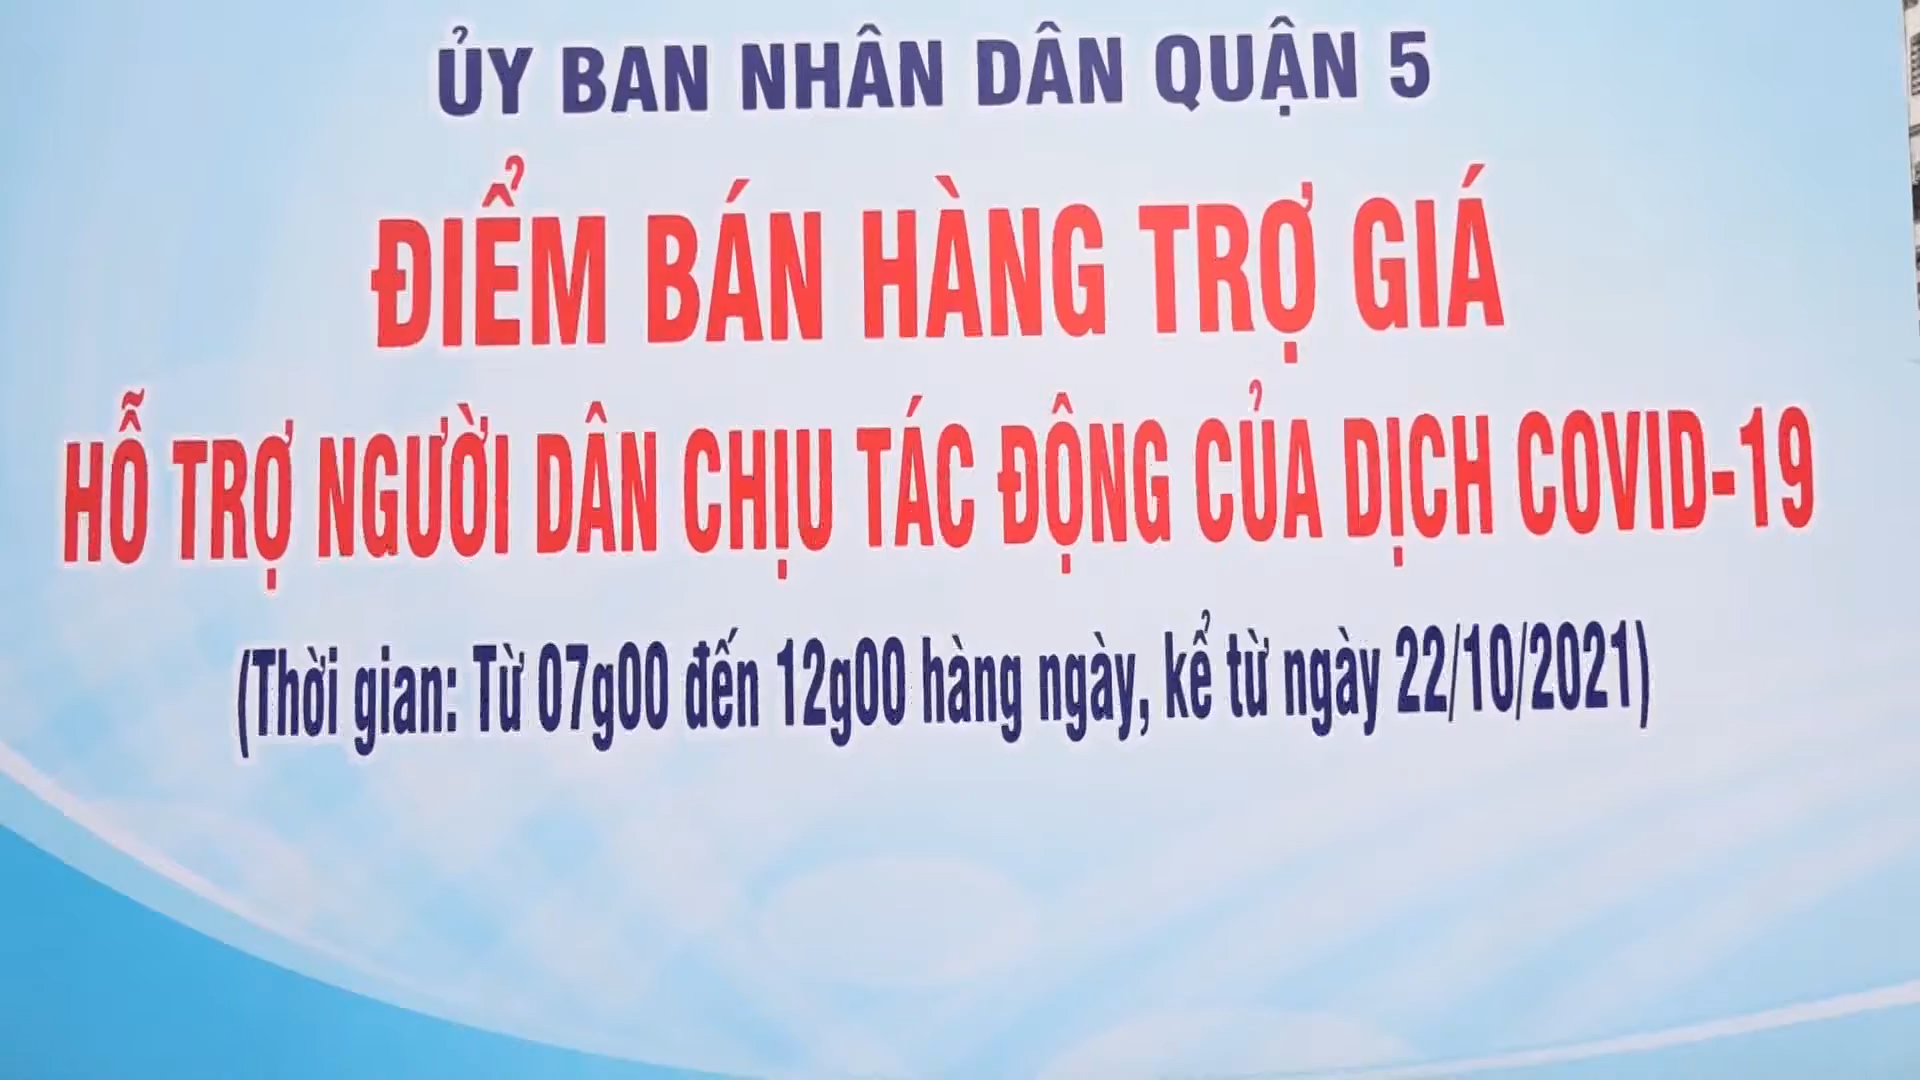 ỦY BAN NHÂN DÂN QUẬN 5
ĐIỂM BÁN HÀNG TRỢ GIÁ
HỖ TRỢ NGƯỜI DÂN CHỊU TÁC ĐỘNG CỦA DỊCH COVID-19
(Thời gian: Từ 07g00 đến 12g00 hàng ngày, kể từ ngày 22/10/2021)